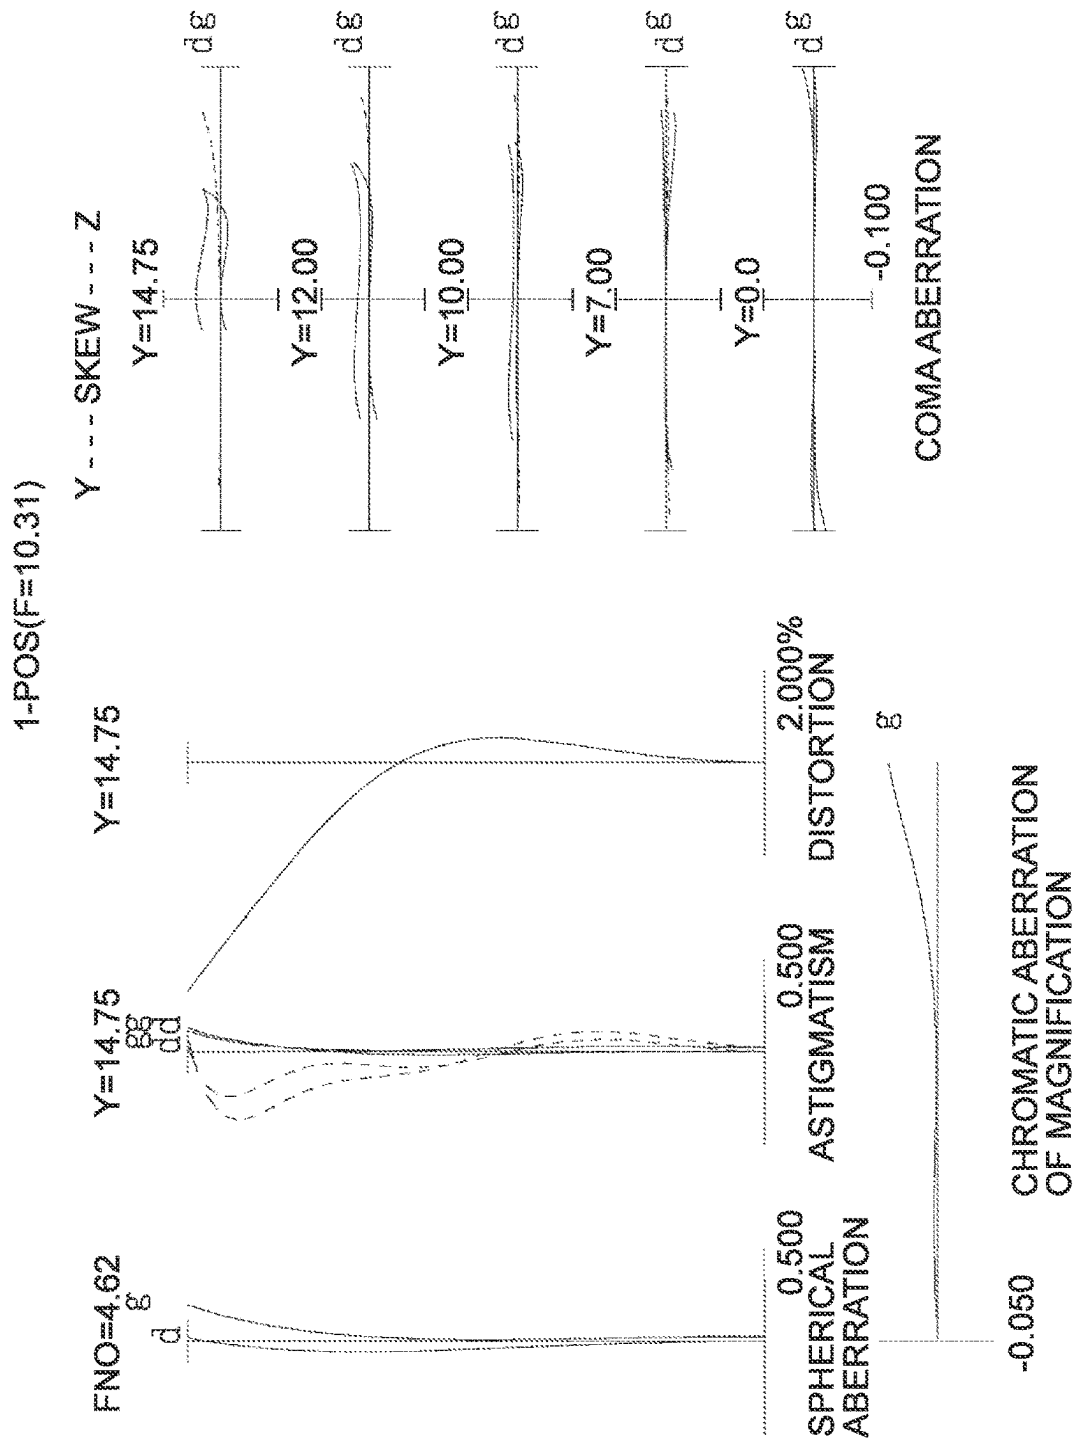 1-POS(F=10.31)
FNO=4.62
d
g
0.500
SPHERICAL
ABERRATION
Y=14.75
gg
dd
0.500
ASTIGMATISM
Y=14.75
2.000%
DISTORTION
Y - - - SKEW - - - Z
Y=14.75
d g
Y=12.00
d g
Y=10.00
d g
Y=7.00
d g
Y=0.0
d g
-0.100
COMA ABERRATION
g
-0.050
CHROMATIC ABERRATION
OF MAGNIFICATION